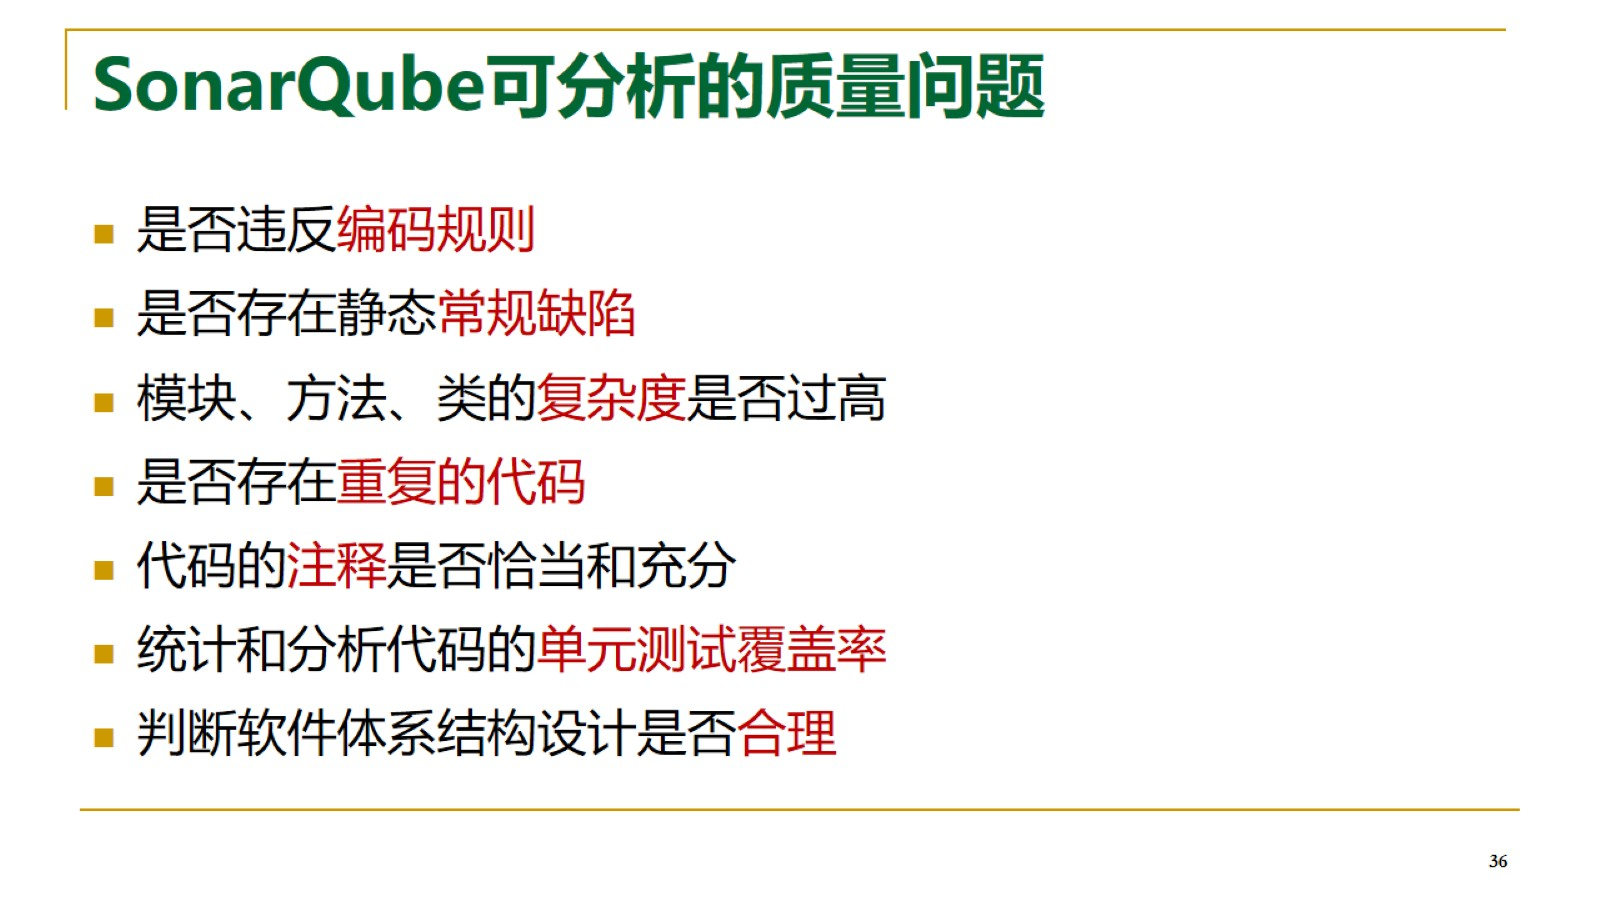 SonarQube可分析的质量问题
是否违反编码规则
是否存在静态常规缺陷
模块、方法、类的复杂度是否过高
是否存在重复的代码
代码的注释是否恰当和充分
统计和分析代码的单元测试覆盖率
判断软件体系结构设计是否合理
36